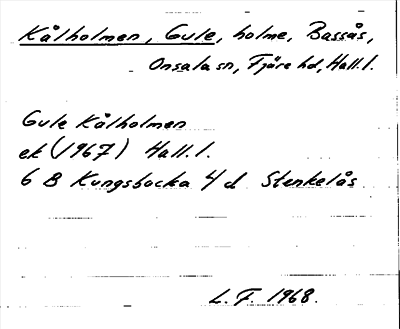 Kålholmen, Gule, holme, Bassås,
Onsala sn, Fjäre hd, Hall. l.
Gule Kålholmen
ek (1967) Hall. l.
6 B Kungsbacka 4 d Stenkelås
L. F. 1968.